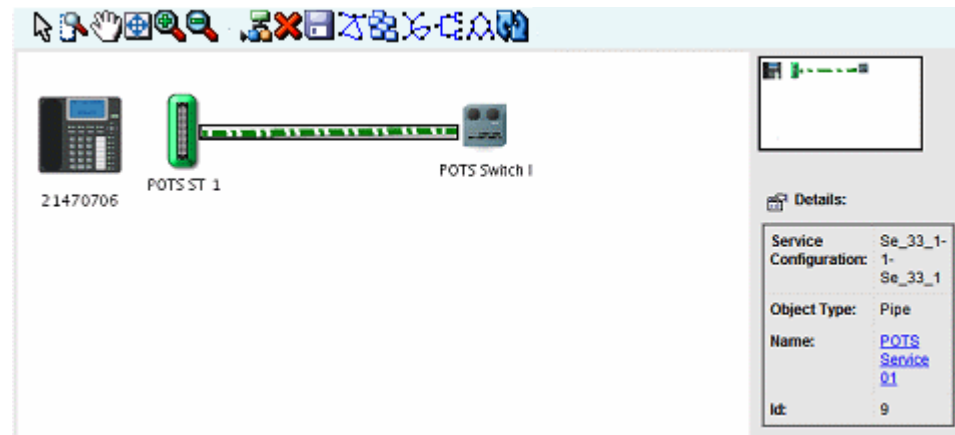 21470706
POTS ST 1
POTS Switch I
Details:
Service Configuration:
Se_33_1-
1-
Se_33_1
Object Type:
Pipe
Name:
POTS
Service
01
Id:
9